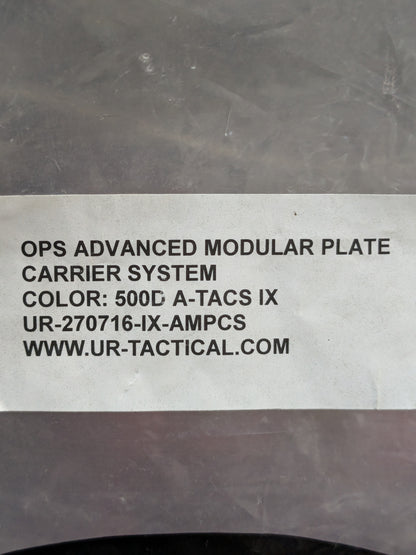 OPS ADVANCED MODULAR PLATE
CARRIER SYSTEM
COLOR: 500D A-TACS IX
UR-270716-IX-AMPCS
WWW.UR-TACTICAL.COM